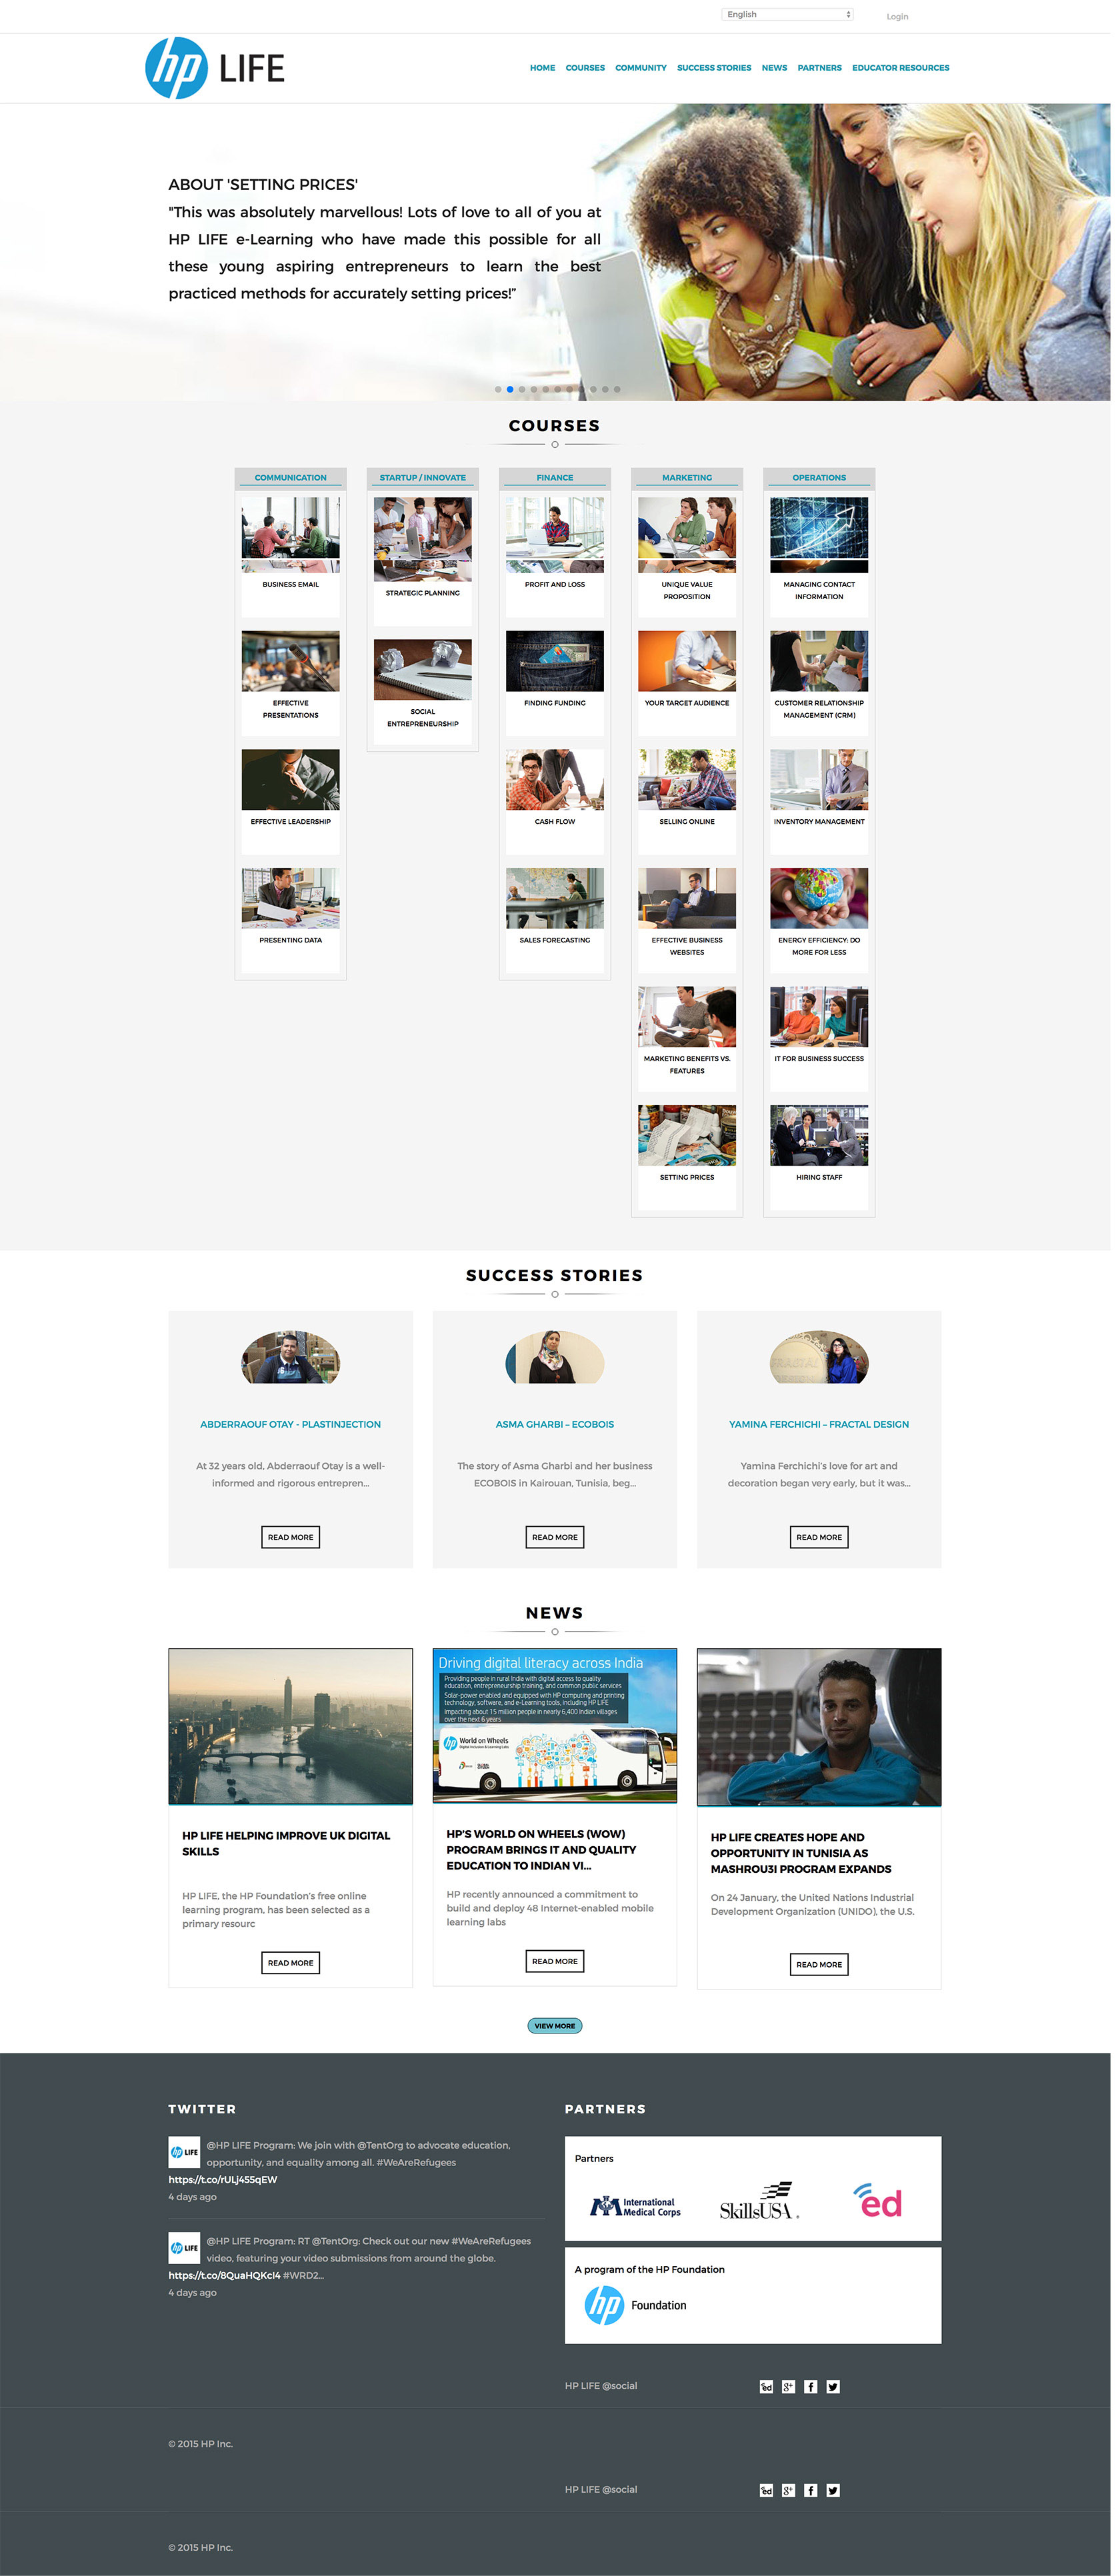 English
Login
hp LIFE
HOME COURSES COMMUNITY SUCCESS STORIES NEWS PARTNERS EDUCATOR RESOURCES
ABOUT 'SETTING PRICES'
"This was absolutely marvellous! Lots of love to all of you at
HP LIFE e-Learning who have made this possible for all
these young aspiring entrepreneurs to learn the best
practiced methods for accurately setting prices!"
COURSES
COMMUNICATION
BUSINESS EMAIL
EFFECTIVE
PRESENTATIONS
EFFECTIVE LEADERSHIP
PRESENTING DATA
STARTUP / INNOVATE
STRATEGIC PLANNING
SOCIAL
ENTREPRENEURSHIP
FINANCE
PROFIT AND LOSS
FINDING FUNDING
CASH FLOW
SALES FORECASTING
MARKETING
UNIQUE VALUE
PROPOSITION
YOUR TARGET AUDIENCE
SELLING ONLINE
EFFECTIVE BUSINESS
WEBSITES
MARKETING BENEFITS VS.
FEATURES
SETTING PRICES
OPERATIONS
MANAGING CONTACT
INFORMATION
CUSTOMER RELATIONSHIP
MANAGEMENT (CRM)
INVENTORY MANAGEMENT
ENERGY EFFICIENCY: DO
MORE FOR LESS
IT FOR BUSINESS SUCCESS
HIRING STAFF
SUCCESS STORIES
ABDERRAOUF OTAY - PLASTINJECTION
At 32 years old, Abderraouf Otay is a well-
informed and rigorous entrepren...
READ MORE
ASMA GHARBI – ECOBOIS
The story of Asma Gharbi and her business
ECOBOIS in Kairouan, Tunisia, beg...
READ MORE
YAMINA FERCHICHI – FRACTAL DESIGN
Yamina Ferchichi's love for art and
decoration began very early, but it was...
READ MORE
NEWS
HP LIFE HELPING IMPROVE UK DIGITAL
SKILLS
HP LIFE, the HP Foundation's free online
learning program, has been selected as a
primary resourc
READ MORE
Driving digital literacy across India
Providing people in rural India with digital access to quality
education, entrepreneurship training, and common public services
Solar-power enabled and equipped with HP computing and printing
technology, software, and e-Learning tools, including HP LIFE
Impacting about 15 million people in nearly 6,400 Indian villages
over the next 6 years
hp World on Wheels
Digital Inclusion & Learning Labs
HP'S WORLD ON WHEELS (WOW)
PROGRAM BRINGS IT AND QUALITY
EDUCATION TO INDIAN VI...
HP recently announced a commitment to
build and deploy 48 Internet-enabled mobile
learning labs
READ MORE
HP LIFE CREATES HOPE AND
OPPORTUNITY IN TUNISIA AS
MASHROU3I PROGRAM EXPANDS
On 24 January, the United Nations Industrial
Development Organization (UNIDO), the U.S.
READ MORE
VIEW MORE
TWITTER
hp LIFE
@HP LIFE Program: We join with @TentOrg to advocate education,
opportunity, and equality among all. #WeAreRefugees
https://t.co/rULj455qEW
4 days ago
hp LIFE
@HP LIFE Program: RT @TentOrg: Check out our new #WeAreRefugees
video, featuring your video submissions from around the globe.
https://t.co/8QuaHQKcI4 #WRD2...
4 days ago
PARTNERS
Partners
International
Medical Corps
SkillsUSA
ed
A program of the HP Foundation
hp Foundation
HP LIFE @social
ed g+ f
© 2015 HP Inc.
HP LIFE @social
ed g+ f
© 2015 HP Inc.